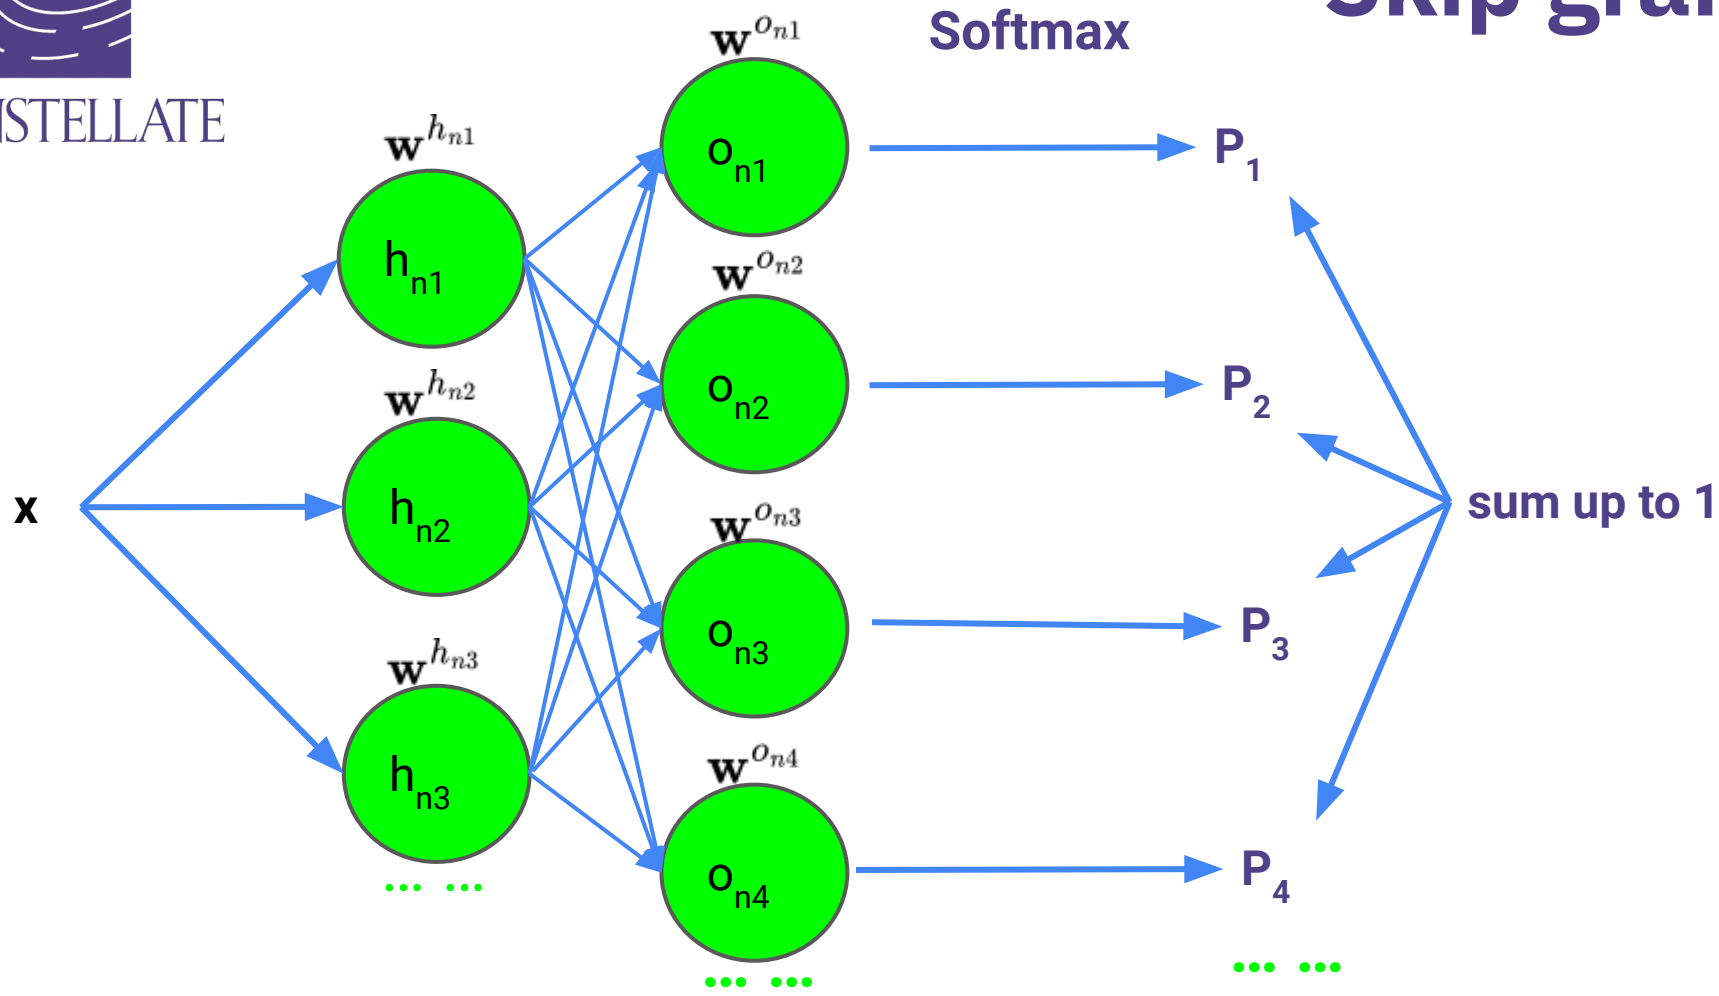 Softmax
NSTELLATE
x
w^{h_{n1}}
h_{n1}
w^{h_{n2}}
h_{n2}
w^{h_{n3}}
h_{n3}
... ...
w^{o_{n1}}
o_{n1}
w^{o_{n2}}
o_{n2}
w^{o_{n3}}
o_{n3}
w^{o_{n4}}
o_{n4}
... ...
P_1
P_2
P_3
P_4
... ...
sum up to 1